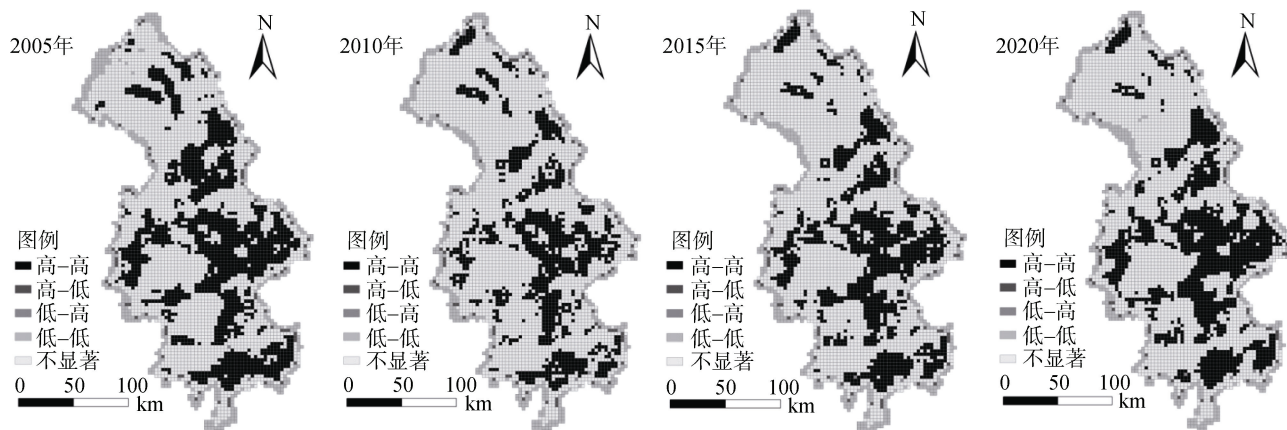 2005年
N
图例
高–高
高–低
低–高
低–低
不显著
0 50 100
km
2010年
N
图例
高–高
高–低
低–高
低–低
不显著
0 50 100
km
2015年
N
图例
高–高
高–低
低–高
低–低
不显著
0 50 100
km
2020年
N
图例
高–高
高–低
低–高
低–低
不显著
0 50 100
km